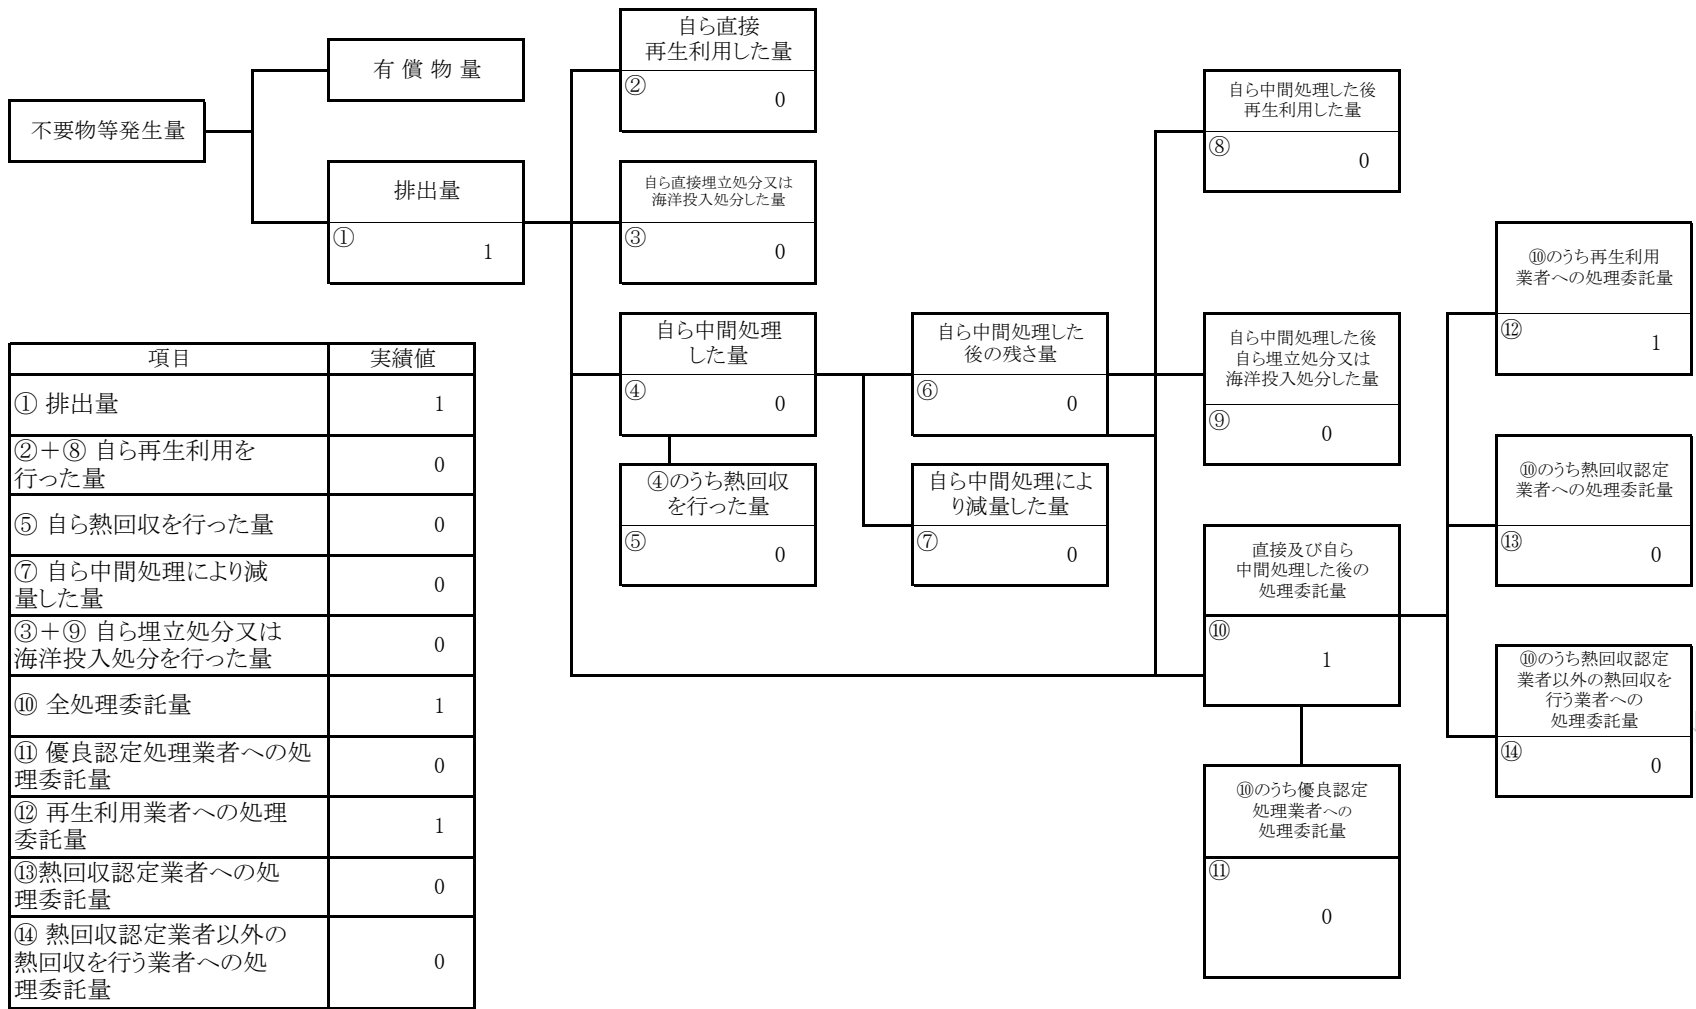 不要物等発生量
有 償 物 量
排出量
①
1
自ら直接
再生利用した量
②
0
自ら直接埋立処分又は
海洋投入処分した量
③
0
自ら中間処理
した量
④
0
④のうち熱回収
を行った量
⑤
0
自ら中間処理した
後の残さ量
⑥
0
自ら中間処理によ
り減量した量
⑦
0
自ら中間処理した後
再生利用した量
⑧
0
自ら中間処理した後
自ら埋立処分又は
海洋投入処分した量
⑨
0
直接及び自ら
中間処理した後の
処理委託量
⑩
1
⑩のうち優良認定
処理業者への
処理委託量
⑪
0
⑩のうち再生利用
業者への処理委託量
⑫
1
⑩のうち熱回収認定
業者への処理委託量
⑬
0
⑩のうち熱回収認定
業者以外の熱回収を
行う業者への
処理委託量
⑭
0
項目 実績値
① 排出量 1
②＋⑧ 自ら再生利用を
行った量 0
⑤ 自ら熱回収を行った量 0
⑦ 自ら中間処理により減
量した量 0
③＋⑨ 自ら埋立処分又は
海洋投入処分を行った量 0
⑩ 全処理委託量 1
⑪ 優良認定処理業者への処
理委託量 0
⑫ 再生利用業者への処理
委託量 1
⑬熱回収認定業者への処
理委託量 0
⑭ 熱回収認定業者以外の
熱回収を行う業者への処
理委託量 0